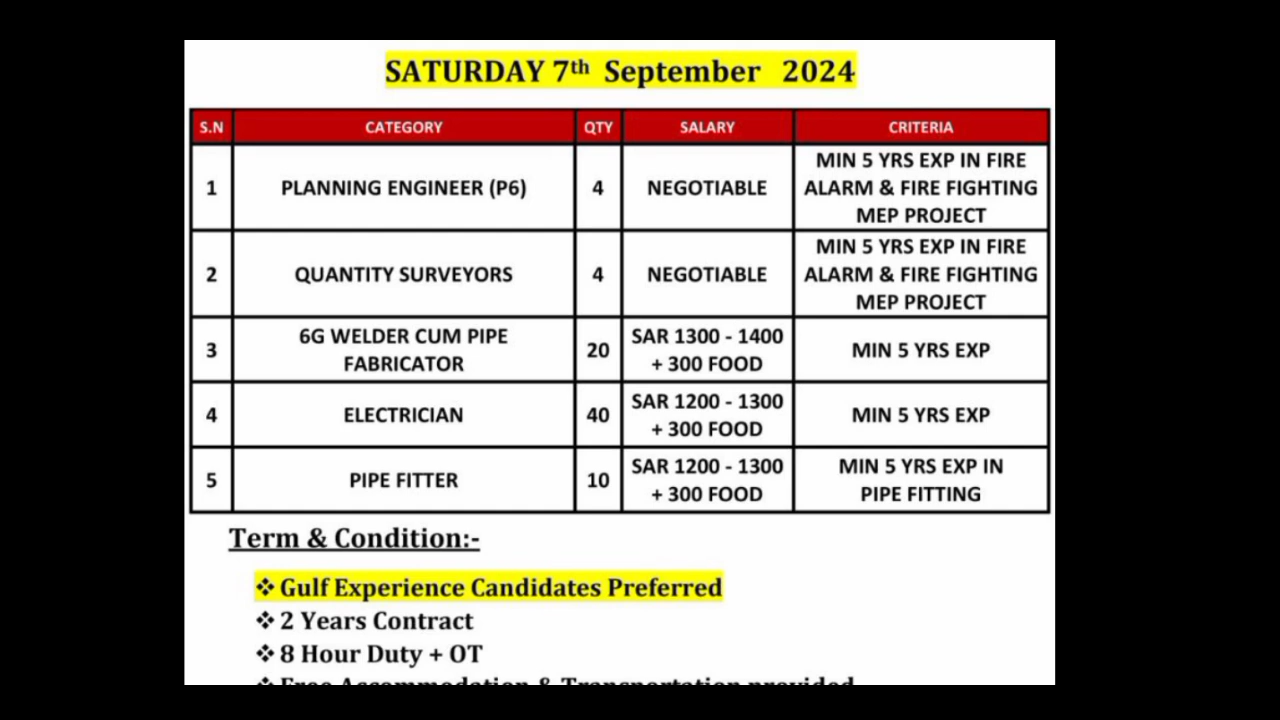 SATURDAY 7th September 2024
S.N CATEGORY QTY SALARY CRITERIA
1 PLANNING ENGINEER (P6) 4 NEGOTIABLE MIN 5 YRS EXP IN FIRE
ALARM & FIRE FIGHTING
MEP PROJECT
2 QUANTITY SURVEYORS 4 NEGOTIABLE MIN 5 YRS EXP IN FIRE
ALARM & FIRE FIGHTING
MEP PROJECT
3 6G WELDER CUM PIPE
FABRICATOR 20 SAR 1300 - 1400
+ 300 FOOD MIN 5 YRS EXP
4 ELECTRICIAN 40 SAR 1200 - 1300
+ 300 FOOD MIN 5 YRS EXP
5 PIPE FITTER 10 SAR 1200 - 1300
+ 300 FOOD MIN 5 YRS EXP IN
PIPE FITTING
Term & Condition:-
❖ Gulf Experience Candidates Preferred
❖ 2 Years Contract
❖ 8 Hour Duty + OT
❖ Free Accommodation & Transportation provided